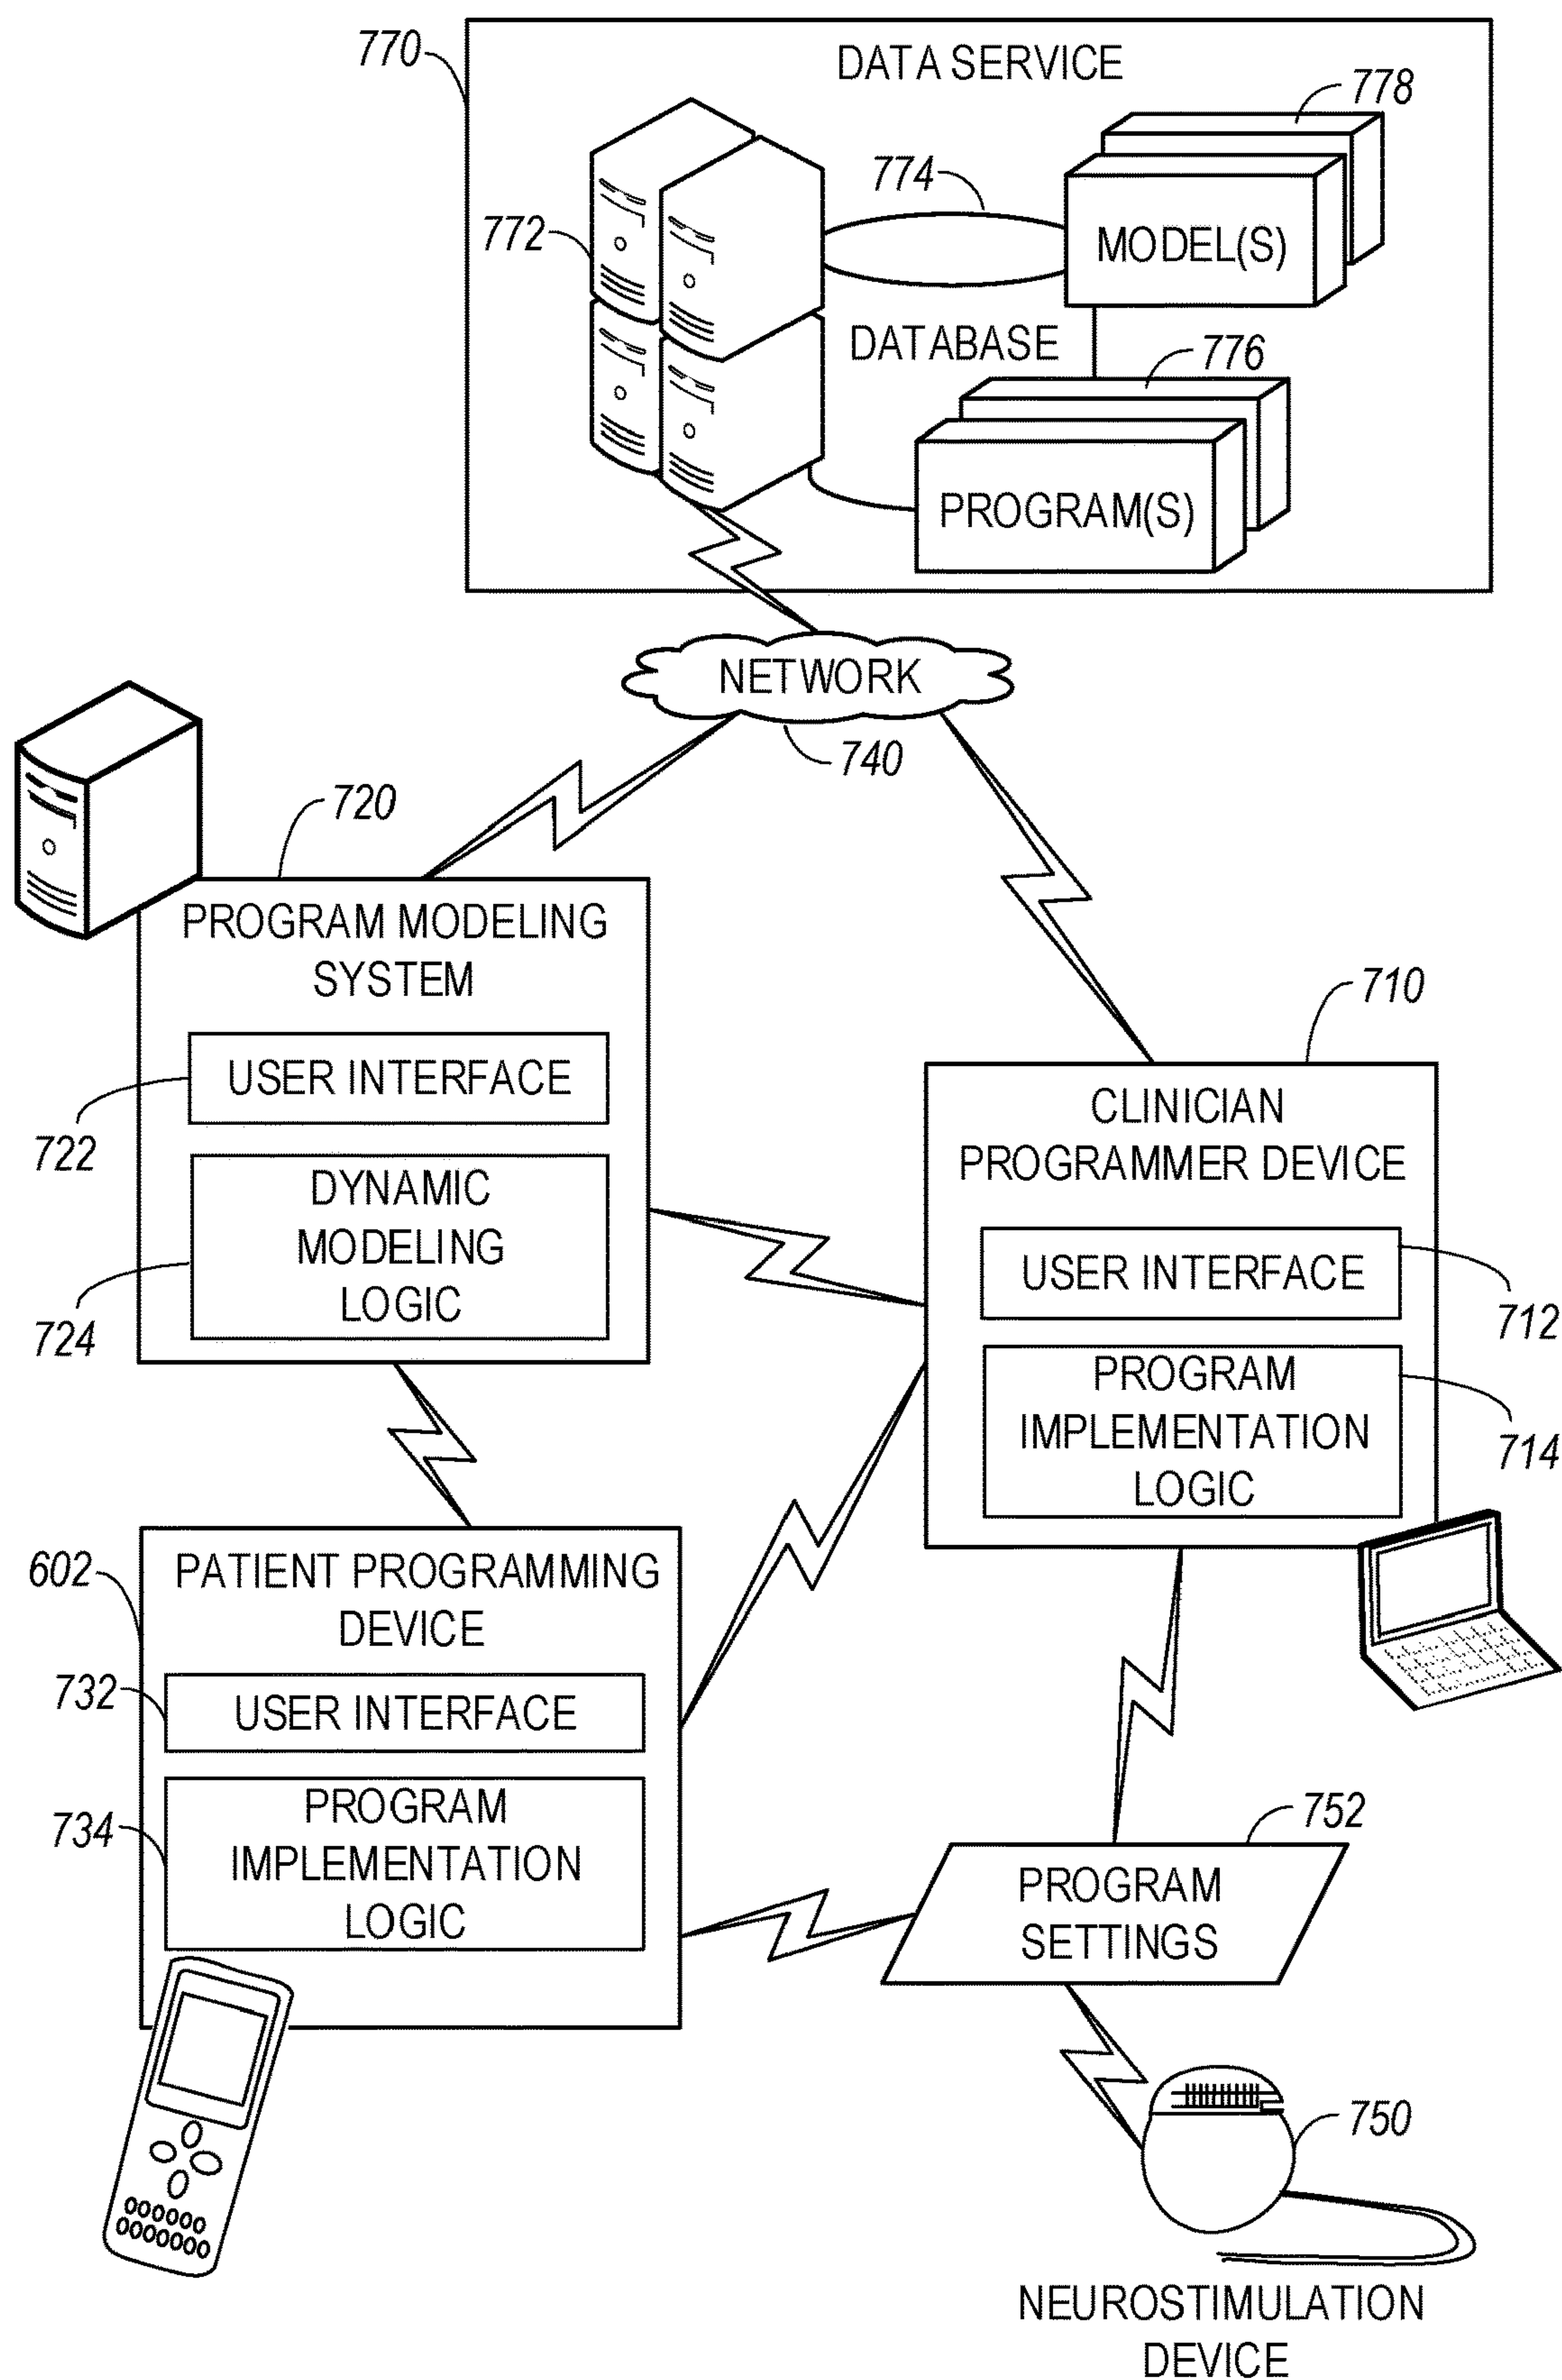 770
DATA SERVICE
778
774
772
MODEL(S)
DATABASE
776
PROGRAM(S)
NETWORK
740
720
PROGRAM MODELING
SYSTEM
710
USER INTERFACE
722
CLINICIAN
PROGRAMMER DEVICE
DYNAMIC
MODELING
LOGIC
724
USER INTERFACE
712
PROGRAM
IMPLEMENTATION
LOGIC
714
602
PATIENT PROGRAMMING
DEVICE
732
USER INTERFACE
734
PROGRAM
IMPLEMENTATION
LOGIC
752
PROGRAM
SETTINGS
750
NEUROSTIMULATION
DEVICE